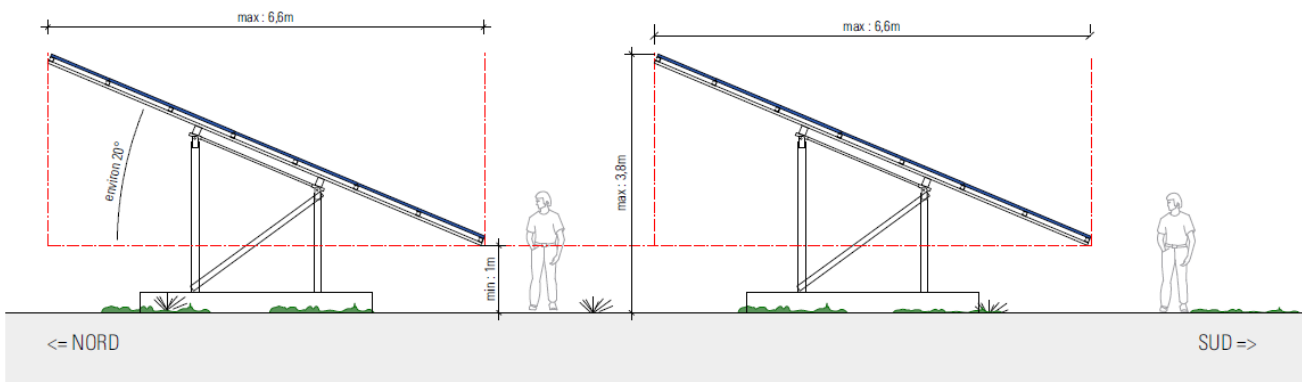 max : 6,6m
max : 6,6m
environ 20°
max : 3,8m
min : 1m
<= NORD
SUD =>